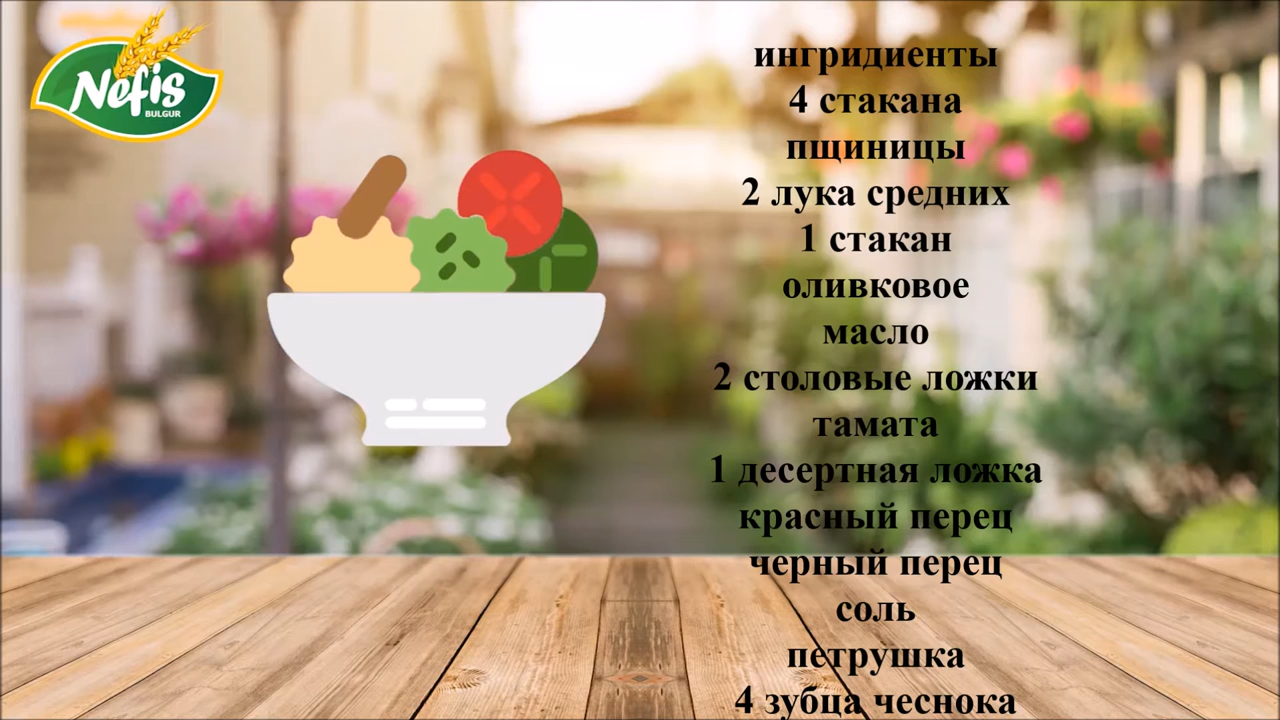 Nefis
BULGUR
ингридиенты
4 стакана
пщиницы
2 лука средних
1 стакан
оливковое
масло
2 столовые ложки
тамата
1 десертная ложка
красный перец
черный перец
соль
петрушка
4 зубца чеснока